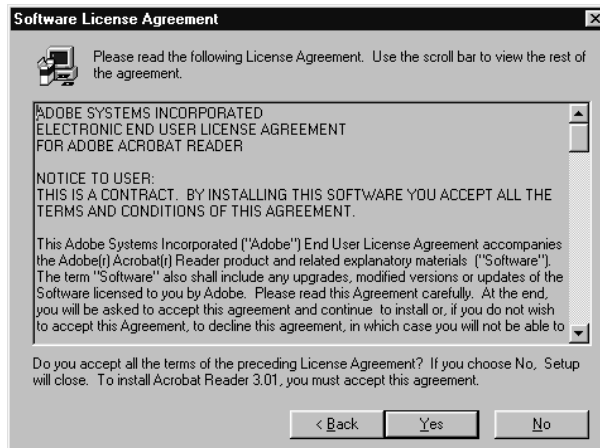 Software License Agreement
Please read the following License Agreement. Use the scroll bar to view the rest of
the agreement.
ADOBE SYSTEMS INCORPORATED
ELECTRONIC END USER LICENSE AGREEMENT
FOR ADOBE ACROBAT READER
NOTICE TO USER:
THIS IS A CONTRACT. BY INSTALLING THIS SOFTWARE YOU ACCEPT ALL THE
TERMS AND CONDITIONS OF THIS AGREEMENT.
This Adobe Systems Incorporated ("Adobe") End User License Agreement accompanies
the Adobe(r) Acrobat(r) Reader product and related explanatory materials ("Software").
The term "Software" also shall include any upgrades, modified versions or updates of the
Software licensed to you by Adobe. Please read this Agreement carefully. At the end,
you will be asked to accept this agreement and continue to install or, if you do not wish
to accept this Agreement, to decline this agreement, in which case you will not be able to
Do you accept all the terms of the preceding License Agreement? If you choose No, Setup
will close. To install Acrobat Reader 3.01, you must accept this agreement.
< Back Yes No